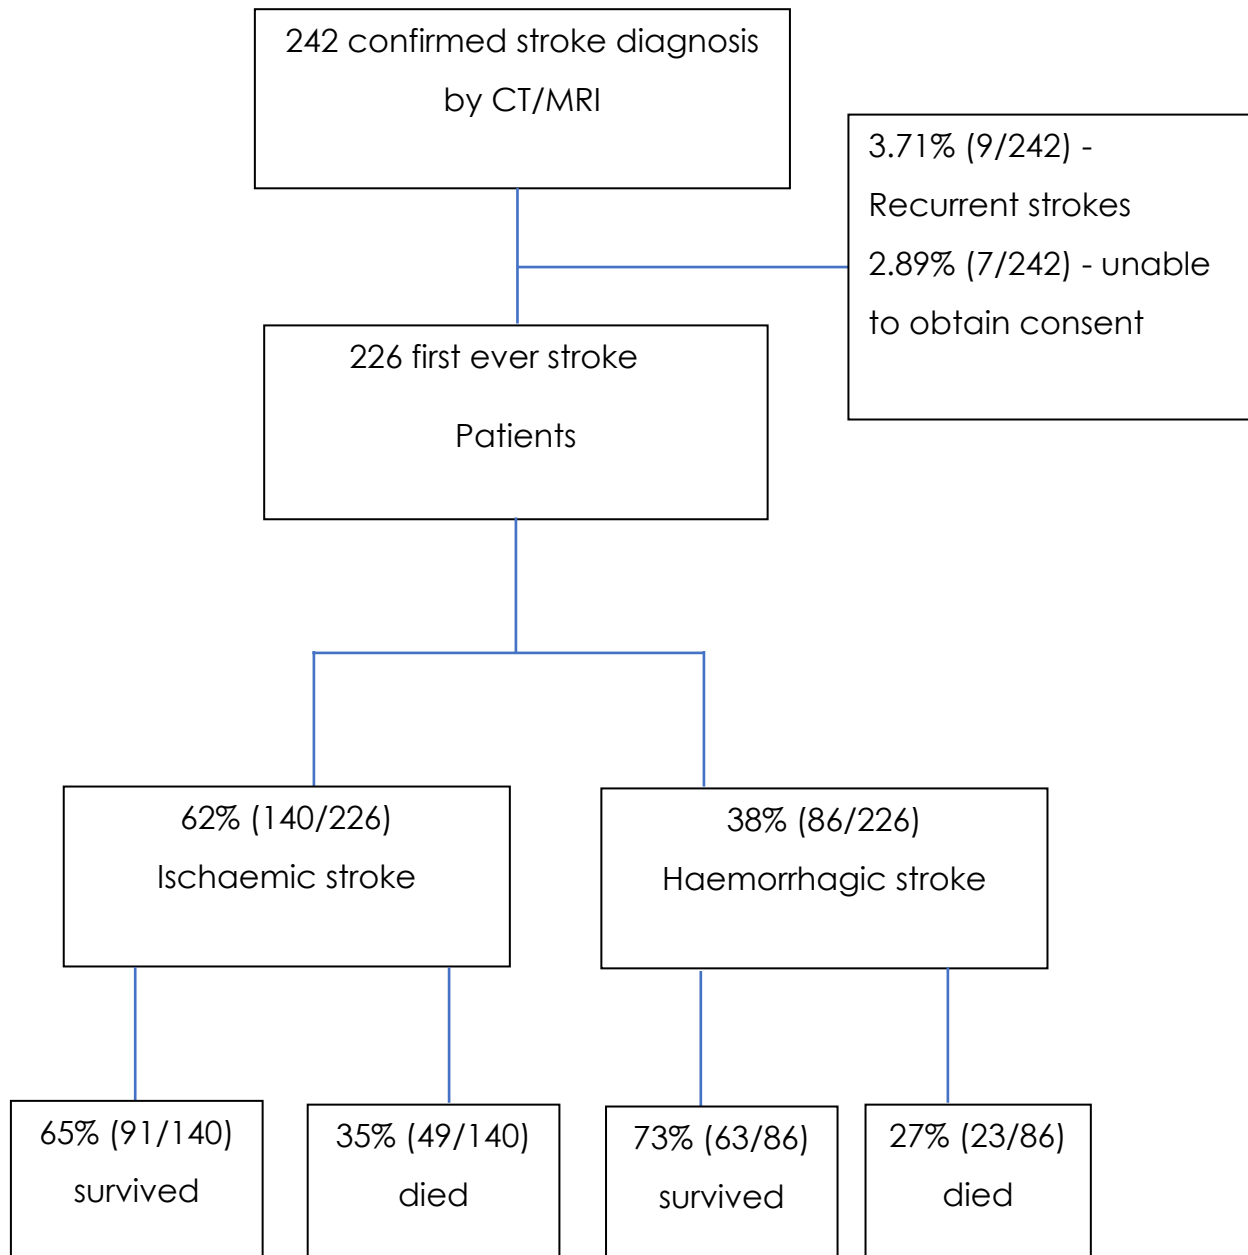 242 confirmed stroke diagnosis
by CT/MRI
3.71% (9/242) -
Recurrent strokes
2.89% (7/242) - unable
to obtain consent
226 first ever stroke
Patients
62% (140/226)
Ischaemic stroke
38% (86/226)
Haemorrhagic stroke
65% (91/140)
survived
35% (49/140)
died
73% (63/86)
survived
27% (23/86)
died